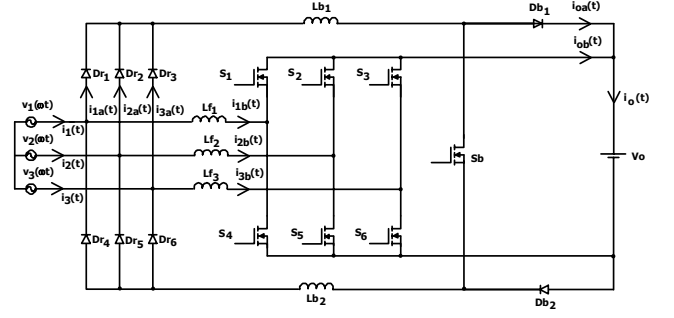 Lb1
Db1
ioa(t)
iob(t)
Dr1
Dr2
Dr3
S1
S2
S3
io(t)
v1(ωt)
i1a(t)
i2a(t)
i3a(t)
Lf1
i1b(t)
i1(t)
v2(ωt)
Lf2
i2b(t)
i2(t)
Sb
Vo
v3(ωt)
Lf3
i3b(t)
i3(t)
Dr4
Dr5
Dr6
S4
S5
S6
Lb2
Db2